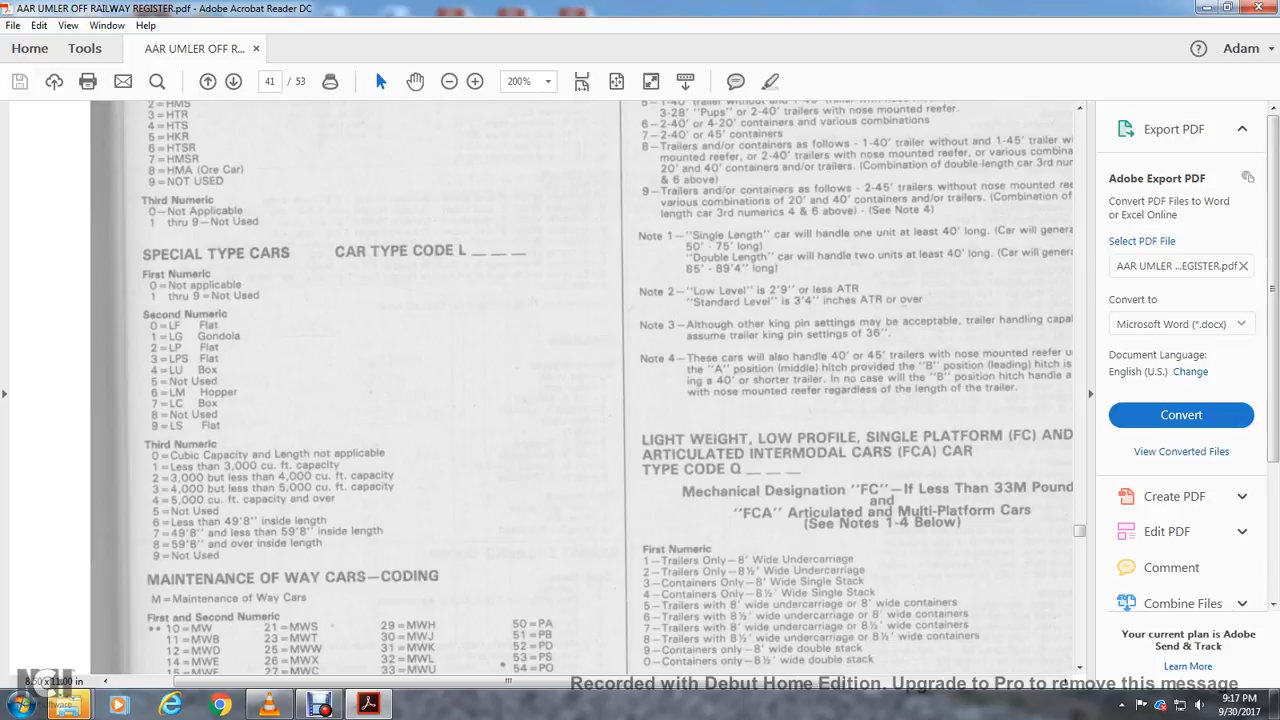 AAR UMLER OFF RAILWAY REGISTER.pdf - Adobe Acrobat Reader DC
File Edit View Window Help
Home Tools AAR UMLER OFF R... × Adam
41 / 53 200%
2 = HMS
3 = HTR
4 = HTS
5 = HKR
6 = HTSR
7 = HMSR
8 = HMA (Ore Car)
9 = NOT USED
Third Numeric
0—Not Applicable
1 thru 9—Not Used
SPECIAL TYPE CARS CAR TYPE CODE L _ _ _
First Numeric
0 = Not applicable
1 thru 9 = Not Used
Second Numeric
0 = LF Flat
1 = LG Gondola
2 = LP Flat
3 = LPS Flat
4 = LU Box
5 = Not Used
6 = LM Hopper
7 = LC Box
8 = Not Used
9 = LS Flat
Third Numeric
0 = Cubic Capacity and Length not applicable
1 = Less than 3,000 cu. ft. capacity
2 = 3,000 but less than 4,000 cu. ft. capacity
3 = 4,000 but less than 5,000 cu. ft. capacity
4 = 5,000 cu. ft. capacity and over
5 = Not Used
6 = Less than 49'8" inside length
7 = 49'8" and less than 59'8" inside length
8 = 59'8" and over inside length
9 = Not Used
MAINTENANCE OF WAY CARS—CODING
M = Maintenance of Way Cars
First and Second Numeric
** 10 = MW 21 = MWS 29 = MWH 50 = PA
11 = MWB 23 = MWT 30 = MWJ 51 = PB
12 = MWD 25 = MWW 31 = MWK 52 = PD
14 = MWE 26 = MWX 32 = MWL 53 = PS
15 = MWF 27 = MWC 33 = MWU * 54 = PO
3-28' "Pups" or 2-40' trailers with nose mounted reefer.
6 – 2-40' or 4-20' containers and various combinations
7 – 2-40' or 45' containers
8 – Trailers and/or containers as follows - 1-40' trailer without and 1-45' trailer w
mounted reefer, or 2-40' trailers with nose mounted reefer, or various combina
20' and 40' containers and/or trailers. (Combination of double-length car 3rd num
& 6 above)
9 – Trailers and/or containers as follows - 2-45' trailers without nose mounted ree
various combinations of 20' and 40' containers and/or trailers. (Combination of
length car 3rd numerics 4 & 6 above) - (See Note 4)
Note 1 – "Single Length" car will handle one unit at least 40' long. (Car will genera
50' - 75' long)
"Double Length" car will handle two units at least 40' long. (Car will gene
85' - 89'4" long)
Note 2 – "Low Level" is 2'9" or less ATR
"Standard Level" is 3'4" inches ATR or over
Note 3 – Although other king pin settings may be acceptable, trailer handling capal
assume trailer king pin settings of 36".
Note 4 – These cars will also handle 40' or 45' trailers with nose mounted reefer u
the "A" position (middle) hitch provided the "B" position (leading) hitch is
ing a 40' or shorter trailer. In no case will the "B" position hitch handle a
with nose mounted reefer regardless of the length of the trailer.
LIGHT WEIGHT, LOW PROFILE, SINGLE PLATFORM (FC) AND
ARTICULATED INTERMODAL CARS (FCA) CAR
TYPE CODE Q _ _ _
Mechanical Designation "FC" — If Less Than 33M Pound
and
"FCA" Articulated and Multi-Platform Cars
(See Notes 1-4 Below)
First Numeric
1 – Trailers Only – 8' Wide Undercarriage
2 – Trailers Only – 8½' Wide Undercarriage
3 – Containers Only – 8' Wide Single Stack
4 – Containers Only – 8½' Wide Single Stack
5 – Trailers with 8' wide undercarriage or 8' wide containers
6 – Trailers with 8½' wide undercarriage or 8' wide containers
7 – Trailers with 8' wide undercarriage or 8½' wide containers
8 – Trailers with 8½' wide undercarriage or 8½' wide containers
9 – Containers only – 8' wide double stack
0 – Containers only – 8½' wide double stack
8.50 x 11.00 in
Export PDF
Adobe Export PDF
Convert PDF Files to Word
or Excel Online
Select PDF File
AAR UMLER ...EGISTER.pdf ×
Convert to
Microsoft Word (*.docx)
Document Language:
English (U.S.) Change
Convert
View Converted Files
Create PDF
Edit PDF
Comment
Combine Files
Your current plan is Adobe
Send & Track
Learn More
Recorded with Debut Home Edition. Upgrade to Pro to remove this message
9:17 PM
9/30/2017